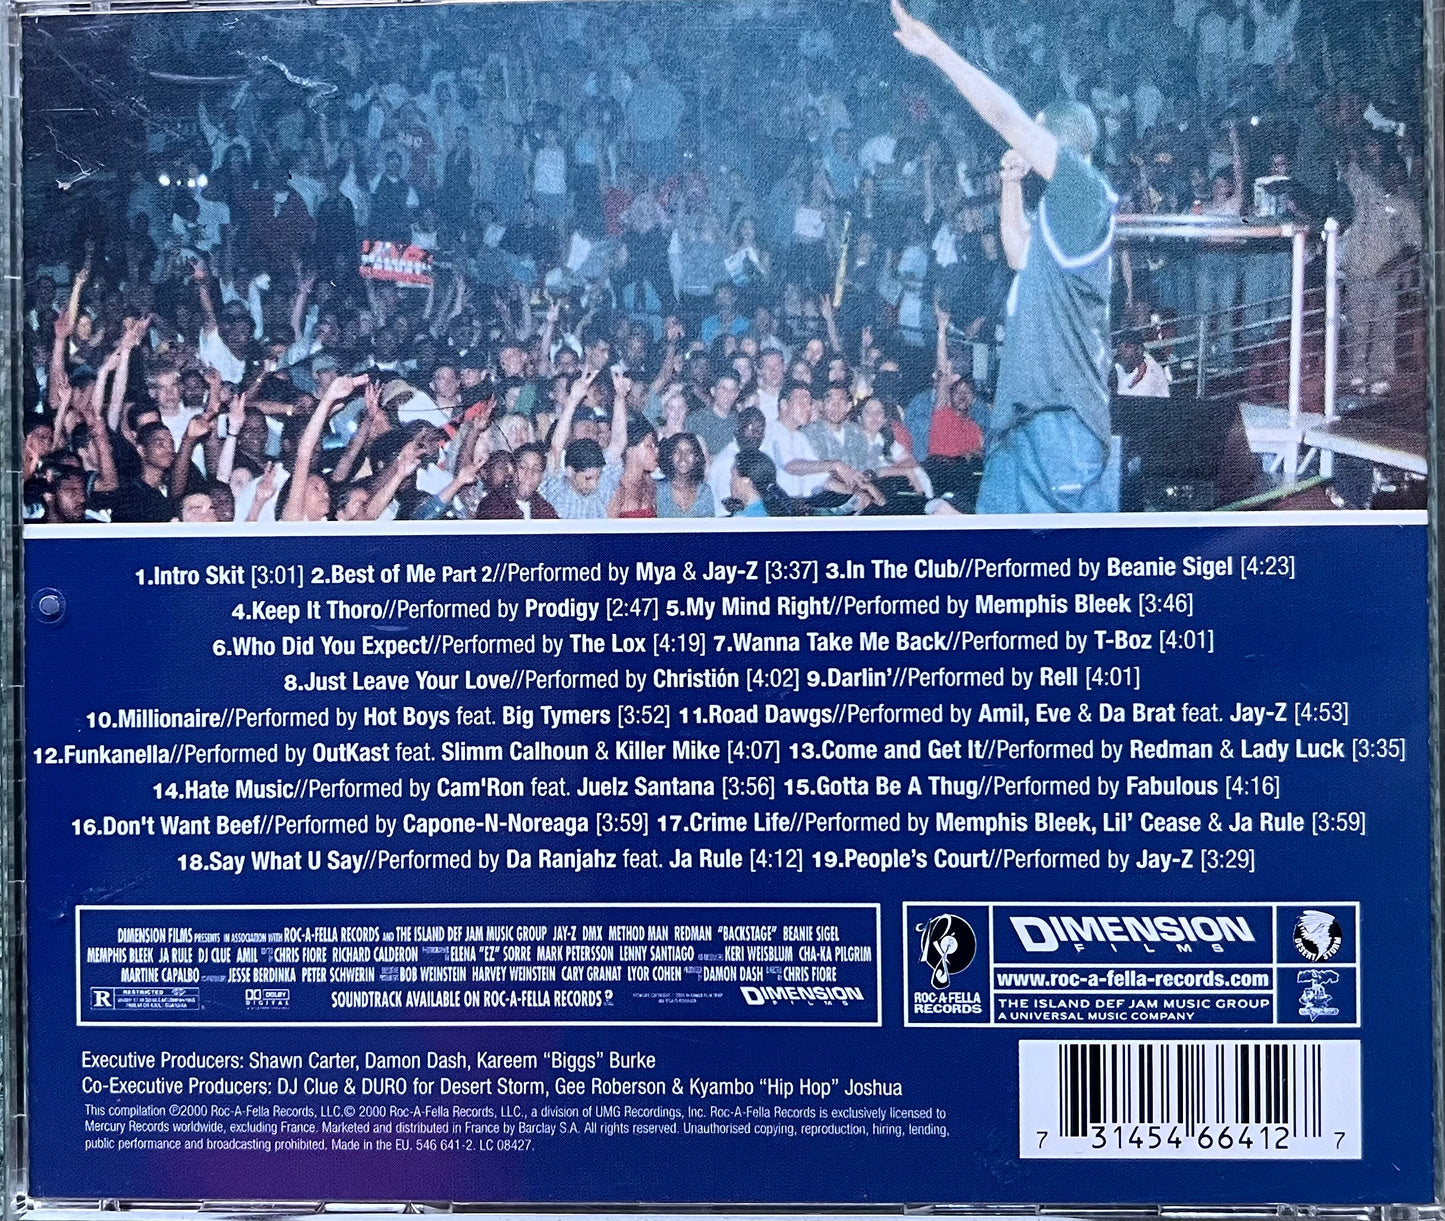 1.Intro Skit [3:01] 2.Best of Me Part 2//Performed by Mya & Jay-Z [3:37] 3.In The Club//Performed by Beanie Sigel [4:23]
4.Keep It Thoro//Performed by Prodigy [2:47] 5.My Mind Right//Performed by Memphis Bleek [3:46]
6.Who Did You Expect//Performed by The Lox [4:19] 7.Wanna Take Me Back//Performed by T-Boz [4:01]
8.Just Leave Your Love//Performed by Christión [4:02] 9.Darlin'//Performed by Rell [4:01]
10.Millionaire//Performed by Hot Boys feat. Big Tymers [3:52] 11.Road Dawgs//Performed by Amil, Eve & Da Brat feat. Jay-Z [4:53]
12.Funkanella//Performed by OutKast feat. Slimm Calhoun & Killer Mike [4:07] 13.Come and Get It//Performed by Redman & Lady Luck [3:35]
14.Hate Music//Performed by Cam'Ron feat. Juelz Santana [3:56] 15.Gotta Be A Thug//Performed by Fabulous [4:16]
16.Don't Want Beef//Performed by Capone-N-Noreaga [3:59] 17.Crime Life//Performed by Memphis Bleek, Lil' Cease & Ja Rule [3:59]
18.Say What U Say//Performed by Da Ranjahz feat. Ja Rule [4:12] 19.People's Court//Performed by Jay-Z [3:29]
DIMENSION FILMS PRESENTS IN ASSOCIATION WITH ROC-A-FELLA RECORDS AND THE ISLAND DEF JAM MUSIC GROUP JAY-Z DMX METHOD MAN REDMAN "BACKSTAGE" BEANIE SIGEL
MEMPHIS BLEEK JA RULE DJ CLUE AMIL CHRIS FIORE RICHARD CALDERON ELENA "EZ" SORRE MARK PETERSSON LENNY SANTIAGO KERI WEISBLUM CHA-KA PILGRIM
MARTINE CAPALBO JESSE BERDINKA PETER SCHWERIN BOB WEINSTEIN HARVEY WEINSTEIN CARY GRANAT LYOR COHEN DAMON DASH CHRIS FIORE
R RESTRICTED
DOLBY DIGITAL
SOUNDTRACK AVAILABLE ON ROC-A-FELLA RECORDS
DIMENSION FILMS
ROC-A-FELLA
RECORDS
DIMENSION
FILMS
www.roc-a-fella-records.com
THE ISLAND DEF JAM MUSIC GROUP
A UNIVERSAL MUSIC COMPANY
DESERT STORM
Executive Producers: Shawn Carter, Damon Dash, Kareem "Biggs" Burke
Co-Executive Producers: DJ Clue & DURO for Desert Storm, Gee Roberson & Kyambo "Hip Hop" Joshua
This compilation ℗2000 Roc-A-Fella Records, LLC.© 2000 Roc-A-Fella Records, LLC., a division of UMG Recordings, Inc. Roc-A-Fella Records is exclusively licensed to
Mercury Records worldwide, excluding France. Marketed and distributed in France by Barclay S.A. All rights reserved. Unauthorised copying, reproduction, hiring, lending,
public performance and broadcasting prohibited. Made in the EU. 546 641-2. LC 08427.
7 31454 66412 7